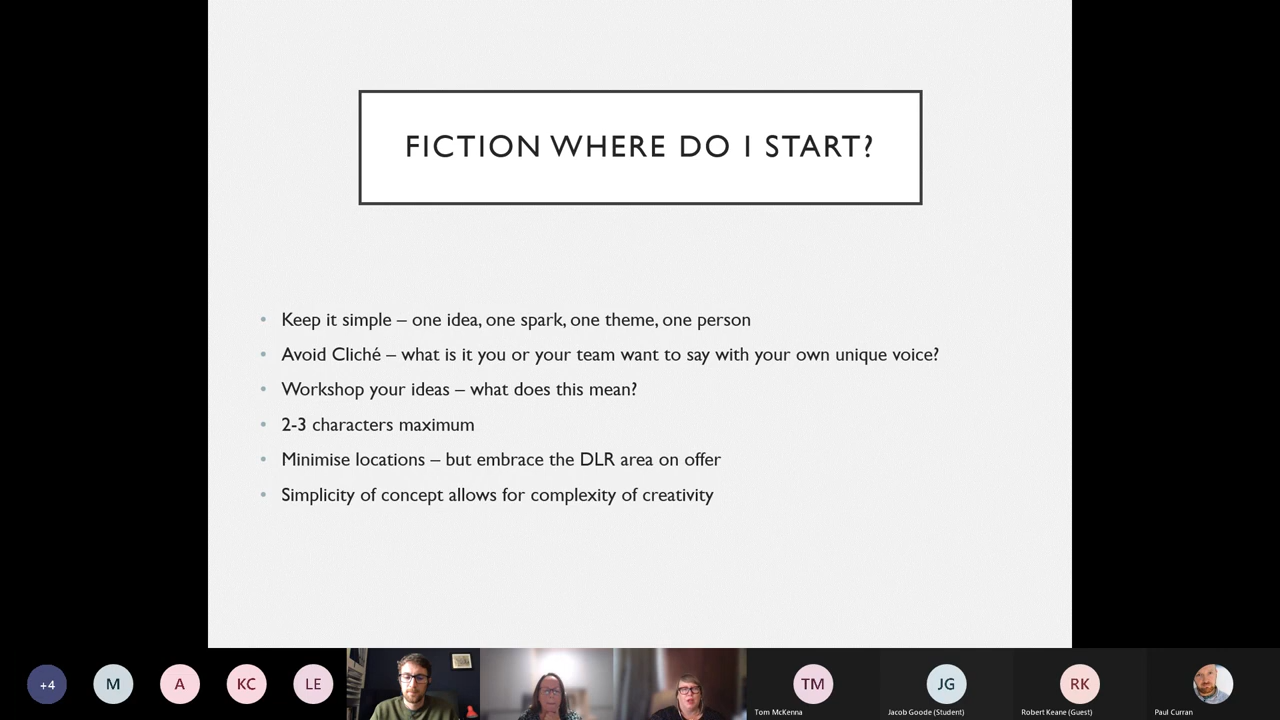 FICTION WHERE DO I START?
• Keep it simple – one idea, one spark, one theme, one person
• Avoid Cliché – what is it you or your team want to say with your own unique voice?
• Workshop your ideas – what does this mean?
• 2-3 characters maximum
• Minimise locations – but embrace the DLR area on offer
• Simplicity of concept allows for complexity of creativity
+4
M
A
KC
LE
TM
JG
RK
Tom McKenna
Jacob Goode (Student)
Robert Keane (Guest)
Paul Curran